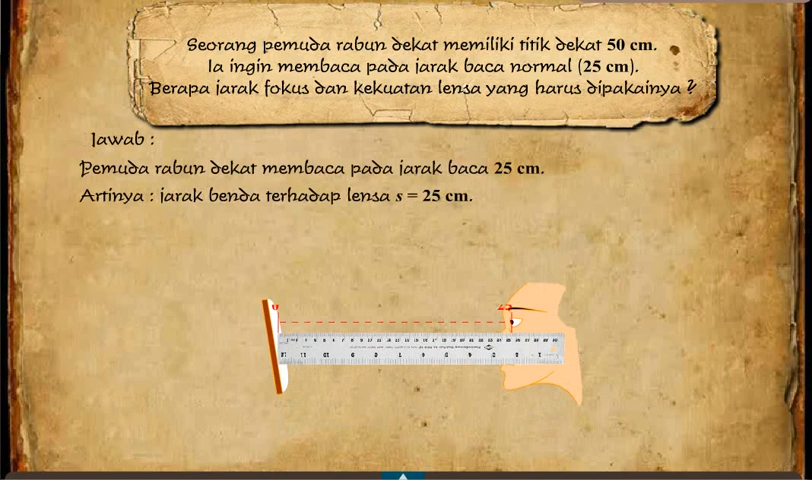 Seorang pemuda rabun dekat memiliki titik dekat 50 cm.
Ia ingin membaca pada jarak baca normal (25 cm).
Berapa jarak fokus dan kekuatan lensa yang harus dipakainya ?
Jawab :
Pemuda rabun dekat membaca pada jarak baca 25 cm.
Artinya : jarak benda terhadap lensa s = 25 cm.